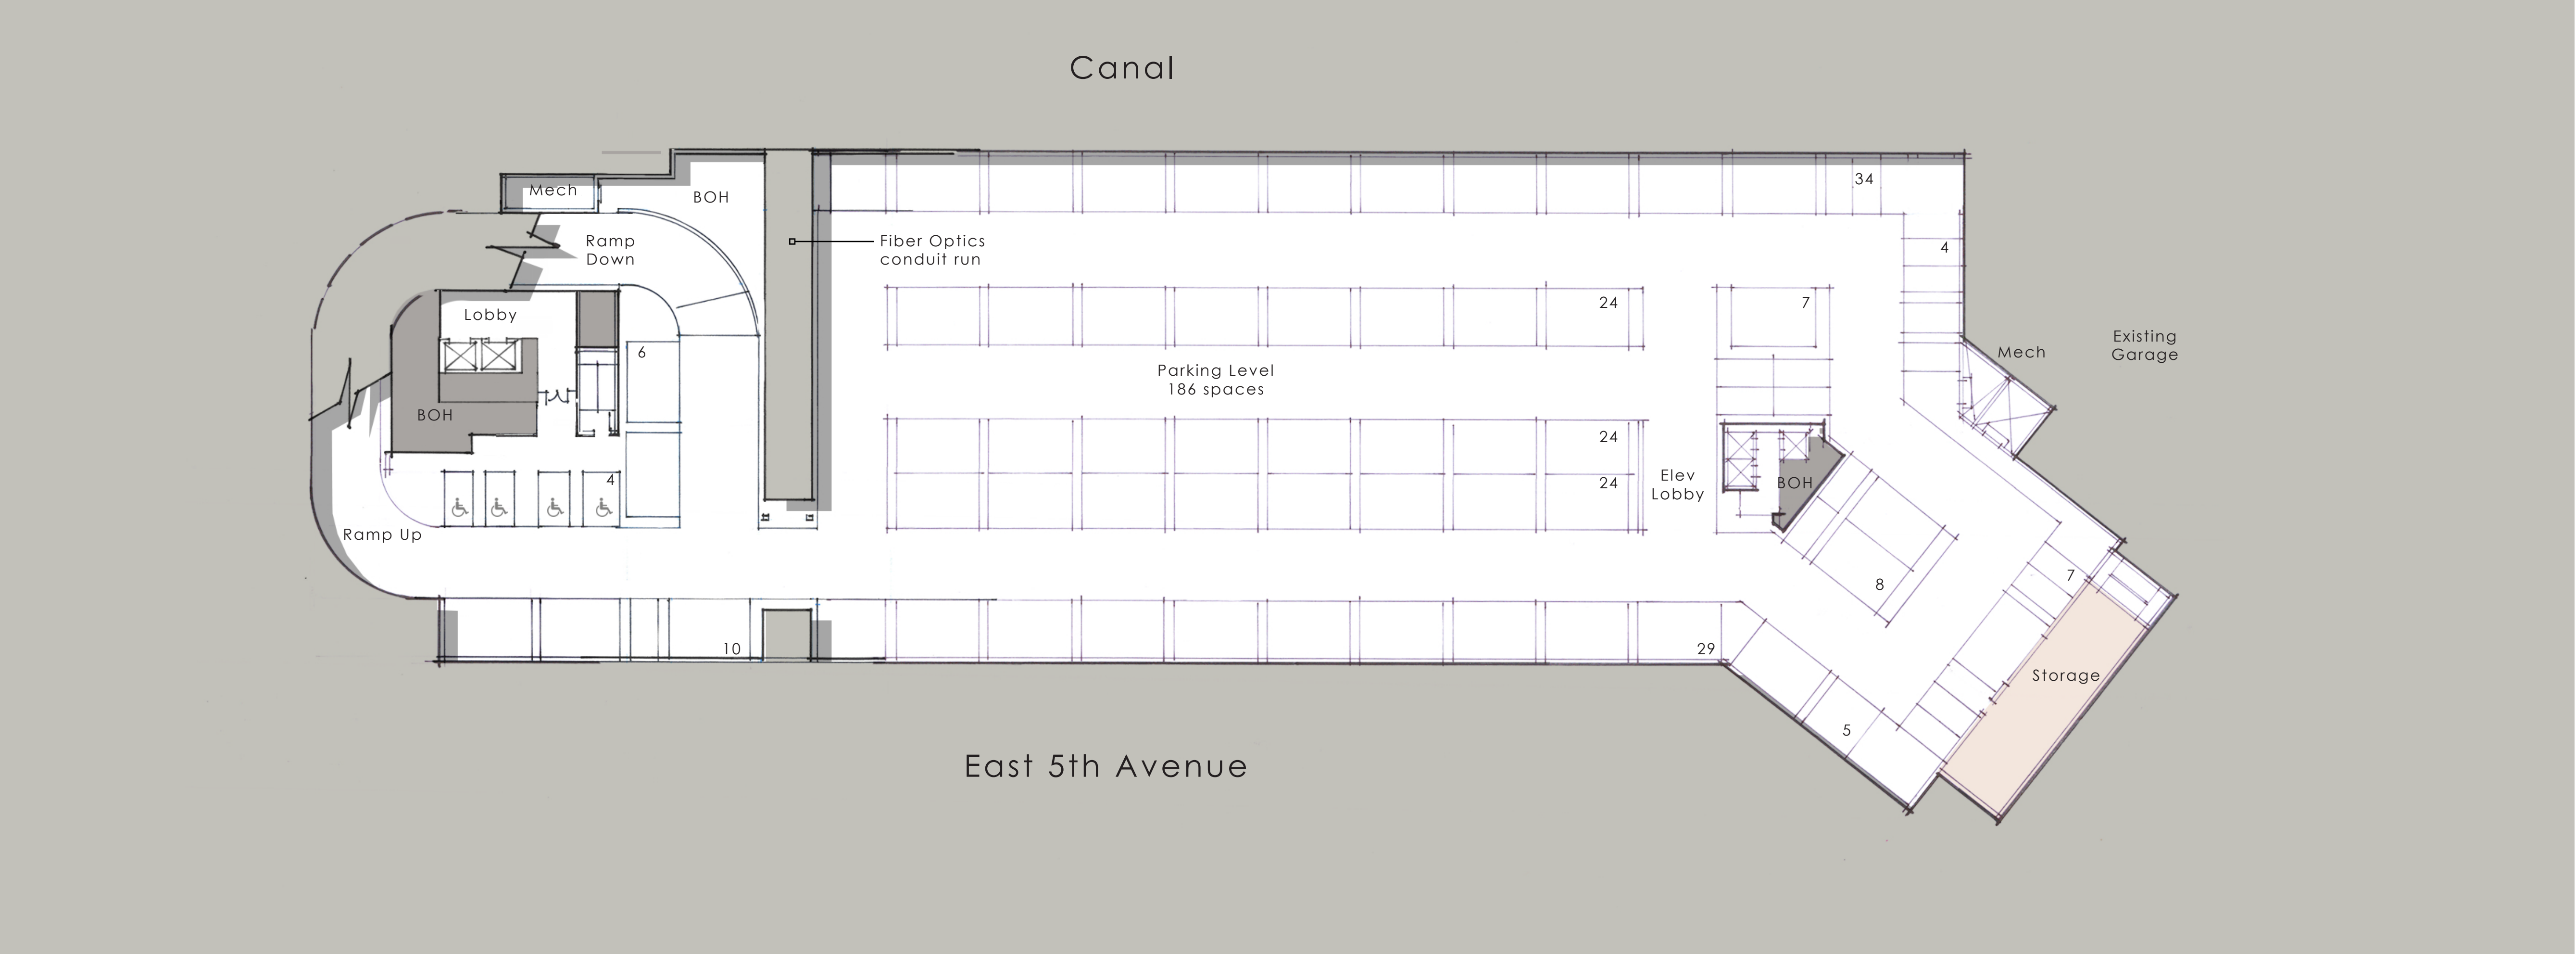 Canal
Mech
BOH
34
Ramp
Down
Fiber Optics
conduit run
4
24
7
Lobby
6
Mech
Existing
Garage
Parking Level
186 spaces
BOH
24
4
24
Elev
Lobby
BOH
Ramp Up
8
7
10
29
Storage
5
East 5th Avenue